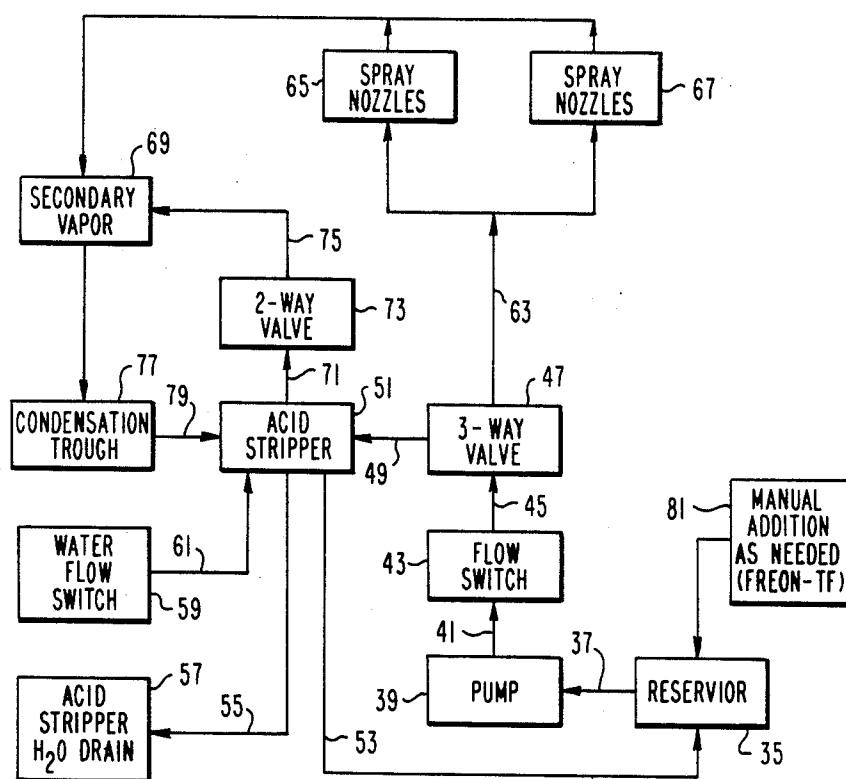 65
SPRAY
NOZZLES
SPRAY
NOZZLES
67
69
SECONDARY
VAPOR
75
2-WAY
VALVE
73
63
77
79
71
51
47
CONDENSATION
TROUGH
ACID
STRIPPER
49
3-WAY
VALVE
45
81
MANUAL
ADDITION
AS NEEDED
(FREON-TF)
WATER
FLOW
SWITCH
61
59
43
FLOW
SWITCH
41
37
57
ACID
STRIPPER
H2O DRAIN
55
53
39
PUMP
RESERVIOR
35